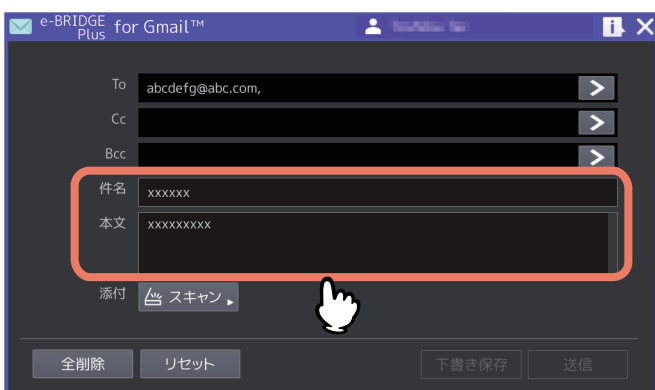 e-BRIDGE Plus for Gmail™
To abcdefg@abc.com,
Cc
Bcc
件名 xxxxxx
本文 xxxxxxxxx
添付 スキャン
全削除 リセット 下書き保存 送信